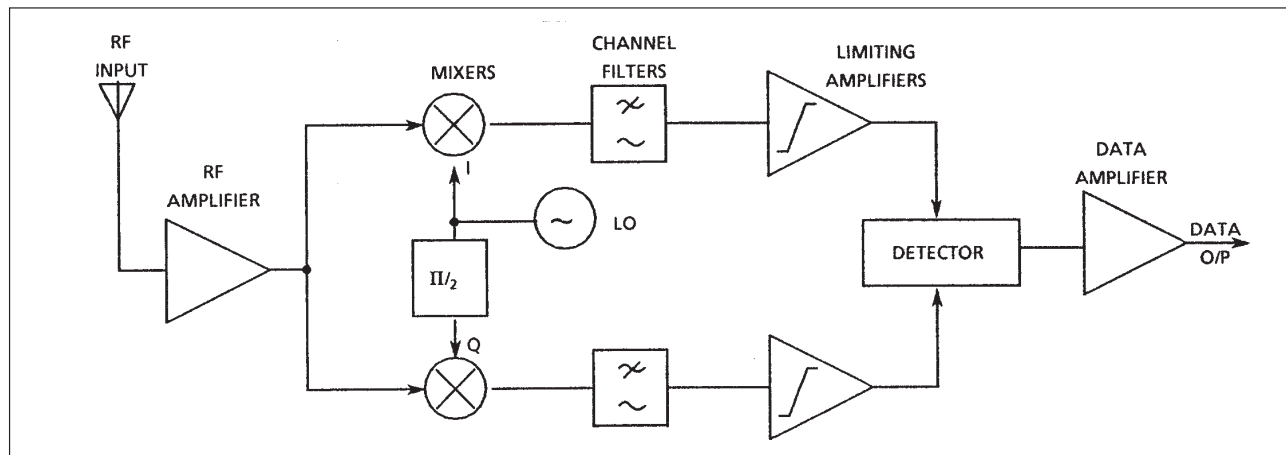 RF
INPUT
RF
AMPLIFIER
MIXERS
I
Π/2
Q
LO
CHANNEL
FILTERS
LIMITING
AMPLIFIERS
DETECTOR
DATA
AMPLIFIER
DATA
O/P